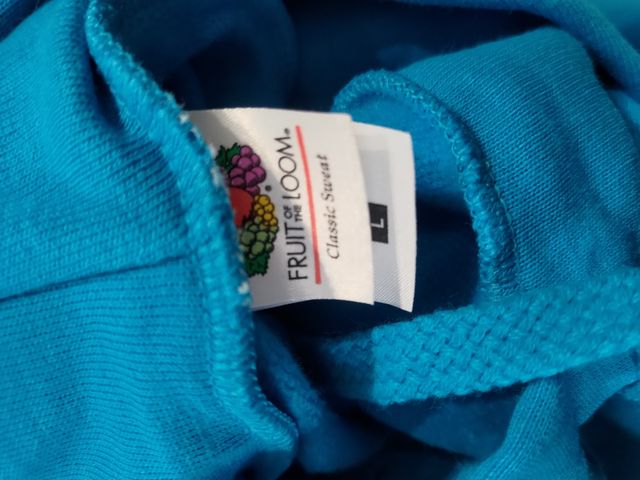 FRUIT OF THE LOOM®
Classic Sweat
L